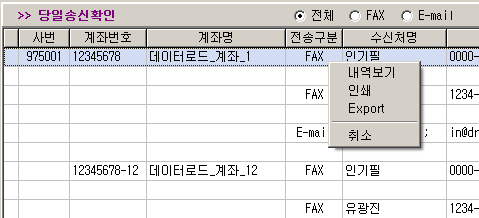 >> 당일송신확인 전체 FAX E-mail
사번 계좌번호 계좌명 전송구분 수신처명
975001 12345678 데이터로드_계좌_1 FAX 인기필 0000-
내역보기
FAX 인쇄 1234-
Export
E-mai ; in@dr
취소
12345678-12 데이터로드_계좌_12 FAX 인기필 0000-
FAX 유광진 1234-